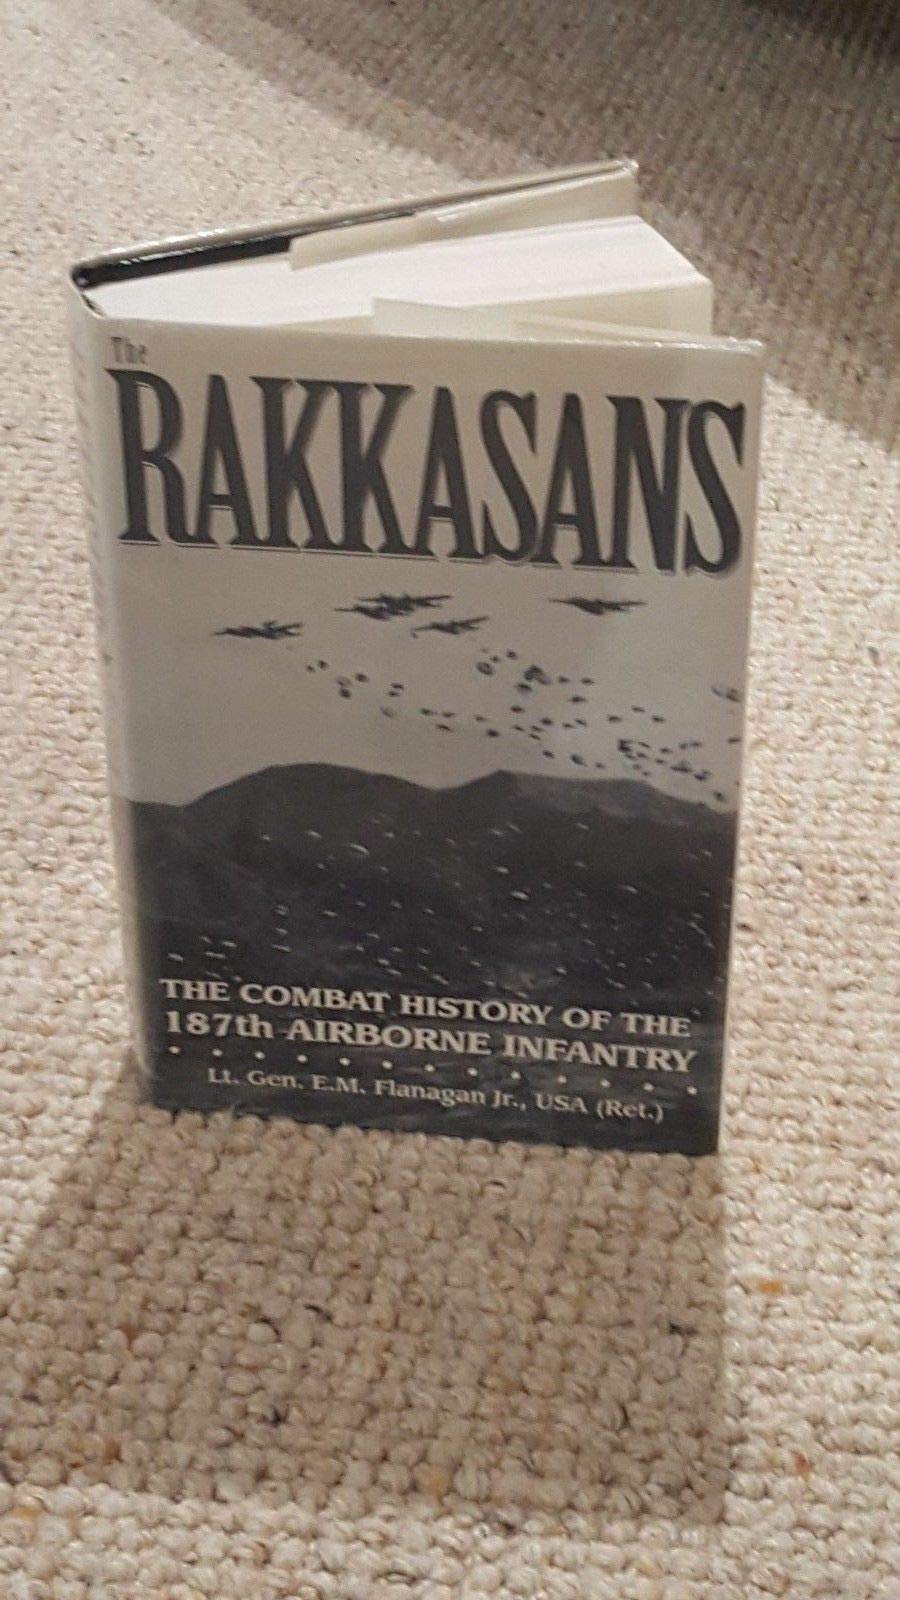 The
RAKKASANS
THE COMBAT HISTORY OF THE
187th AIRBORNE INFANTRY
Lt. Gen. E.M. Flanagan Jr., USA (Ret.)